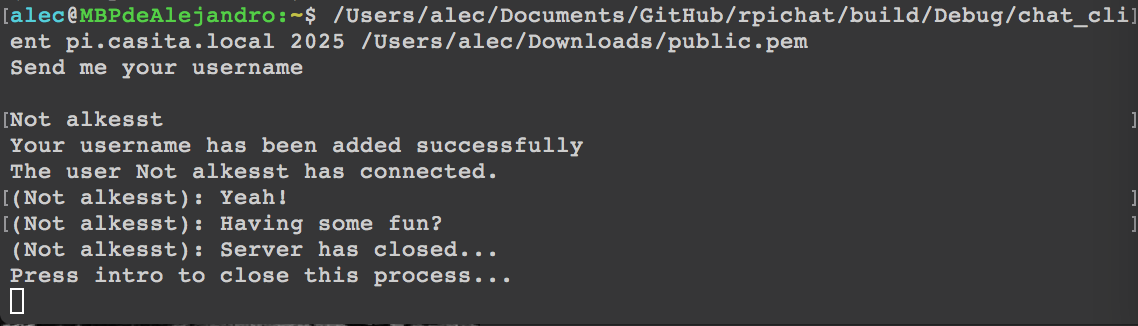 [alec@MBPdeAlejandro:~$ /Users/alec/Documents/GitHub/rpichat/build/Debug/chat_cli]
ent pi.casita.local 2025 /Users/alec/Downloads/public.pem
Send me your username
[Not alkesst ]
Your username has been added successfully
The user Not alkesst has connected.
[(Not alkesst): Yeah! ]
[(Not alkesst): Having some fun? ]
(Not alkesst): Server has closed...
Press intro to close this process...